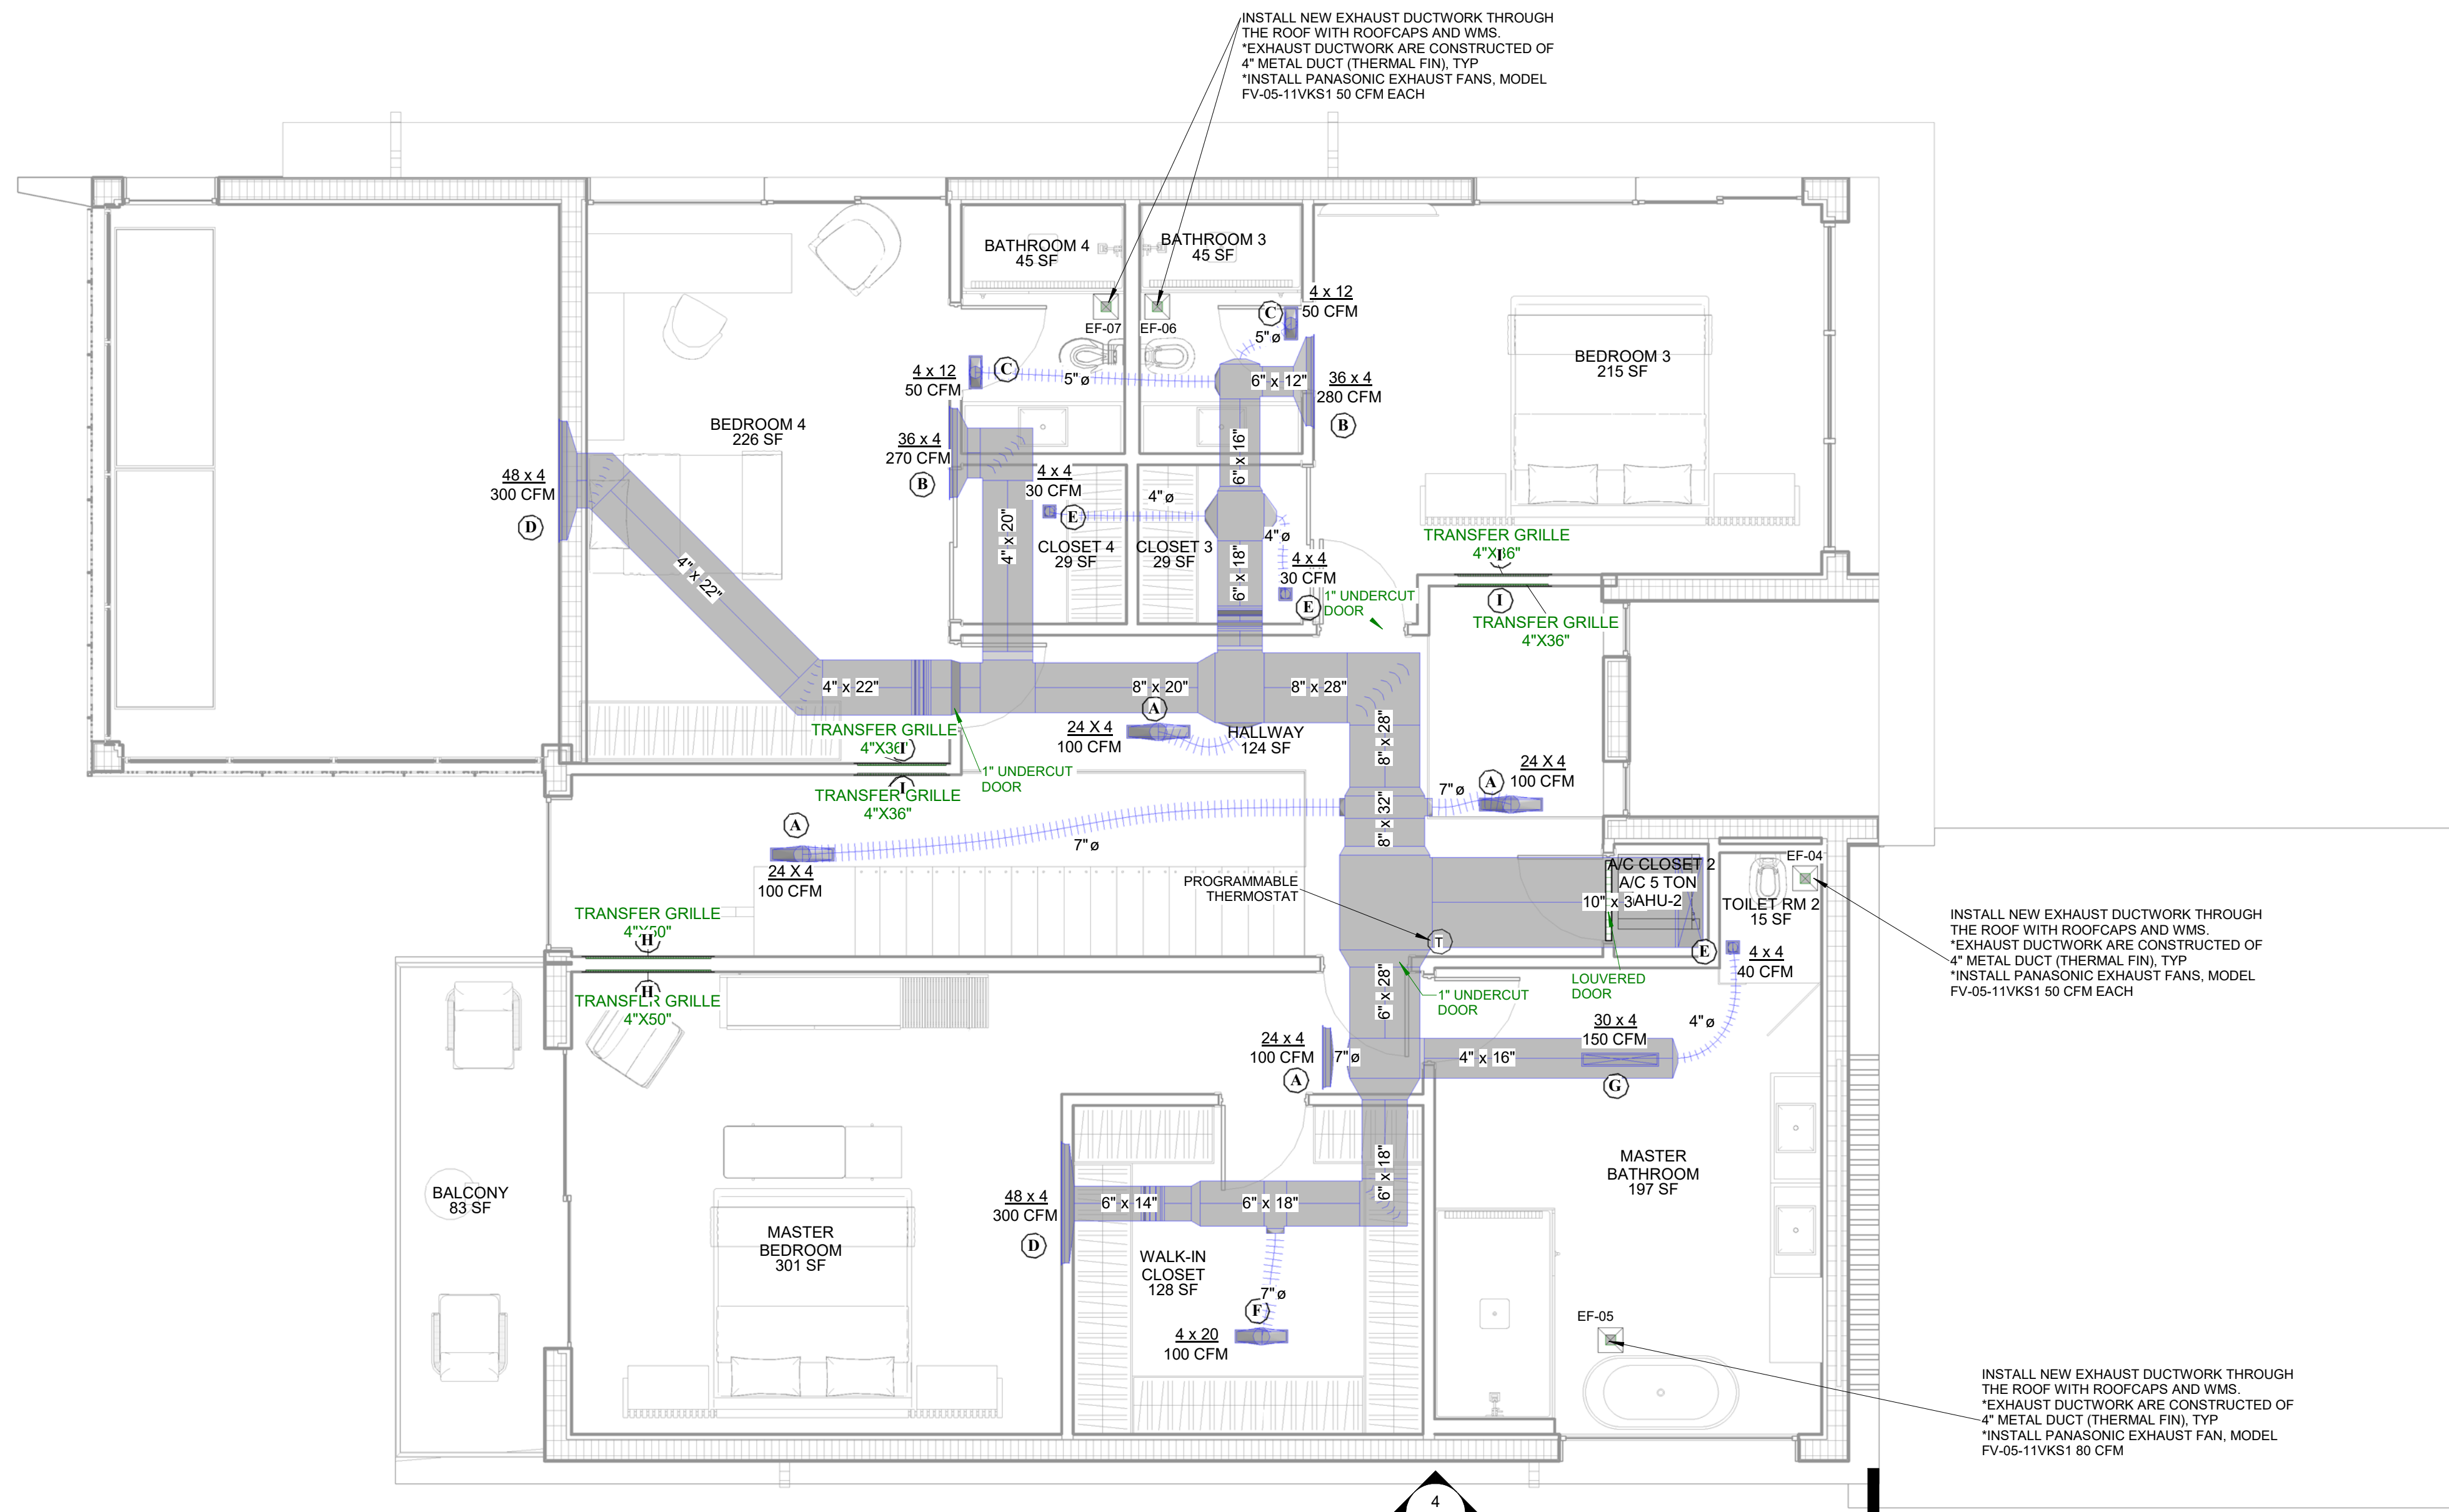 INSTALL NEW EXHAUST DUCTWORK THROUGH
THE ROOF WITH ROOFCAPS AND WMS.
*EXHAUST DUCTWORK ARE CONSTRUCTED OF
4" METAL DUCT (THERMAL FIN), TYP
*INSTALL PANASONIC EXHAUST FANS, MODEL
FV-05-11VKS1 50 CFM EACH
BATHROOM 4
45 SF
BATHROOM 3
45 SF
EF-07
EF-06
C
4 x 12
50 CFM
5"ø
4 x 12
50 CFM
C
5"ø
6" x 12"
36 x 4
280 CFM
B
BEDROOM 3
215 SF
BEDROOM 4
226 SF
36 x 4
270 CFM
B
48 x 4
300 CFM
D
4" x 22"
4" x 20"
4 x 4
30 CFM
E
4"ø
CLOSET 4
29 SF
CLOSET 3
29 SF
6" x 16"
6" x 18"
4"ø
4 x 4
30 CFM
E
1" UNDERCUT
DOOR
TRANSFER GRILLE
4"X36"
I
I
TRANSFER GRILLE
4"X36"
4" x 22"
8" x 20"
8" x 28"
8" x 28"
A
24 X 4
100 CFM
HALLWAY
124 SF
TRANSFER GRILLE
4"X36"
I
I
TRANSFER GRILLE
4"X36"
1" UNDERCUT
DOOR
A
24 X 4
100 CFM
7"ø
8" x 32"
7"ø
A
24 X 4
100 CFM
PROGRAMMABLE
THERMOSTAT
T
A/C CLOSET 2
A/C 5 TON
AHU-2
10" x 3
EF-04
TOILET RM 2
15 SF
E
4 x 4
40 CFM
INSTALL NEW EXHAUST DUCTWORK THROUGH
THE ROOF WITH ROOFCAPS AND WMS.
*EXHAUST DUCTWORK ARE CONSTRUCTED OF
4" METAL DUCT (THERMAL FIN), TYP
*INSTALL PANASONIC EXHAUST FANS, MODEL
FV-05-11VKS1 50 CFM EACH
TRANSFER GRILLE
4"X50"
H
H
TRANSFER GRILLE
4"X50"
6" x 28"
1" UNDERCUT
DOOR
LOUVERED
DOOR
24 x 4
100 CFM
A
7"ø
4" x 16"
30 x 4
150 CFM
G
4"ø
BALCONY
83 SF
MASTER
BEDROOM
301 SF
48 x 4
300 CFM
D
6" x 14"
6" x 18"
6" x 18"
WALK-IN
CLOSET
128 SF
7"ø
F
4 x 20
100 CFM
MASTER
BATHROOM
197 SF
EF-05
INSTALL NEW EXHAUST DUCTWORK THROUGH
THE ROOF WITH ROOFCAPS AND WMS.
*EXHAUST DUCTWORK ARE CONSTRUCTED OF
4" METAL DUCT (THERMAL FIN), TYP
*INSTALL PANASONIC EXHAUST FAN, MODEL
FV-05-11VKS1 80 CFM
4